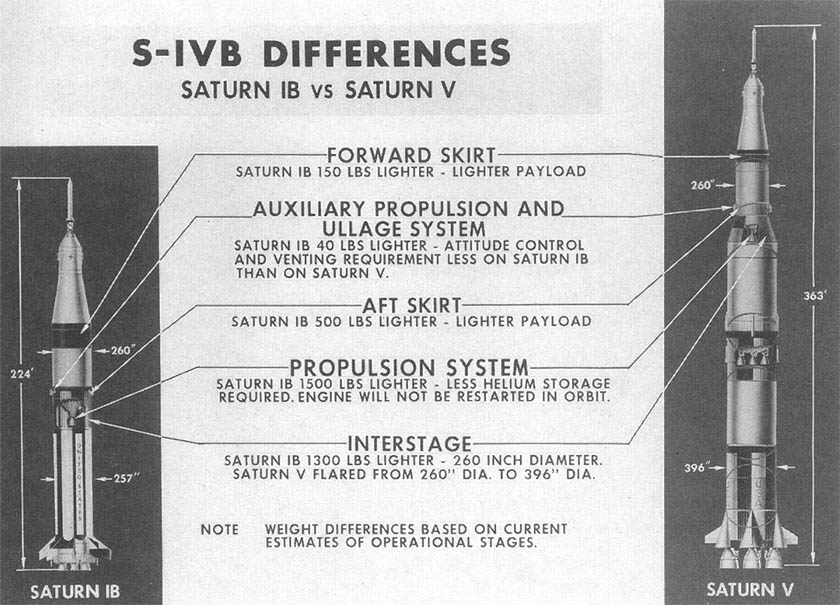 S-IVB DIFFERENCES
SATURN IB VS SATURN V
FORWARD SKIRT
SATURN IB 150 LBS LIGHTER - LIGHTER PAYLOAD
AUXILIARY PROPULSION AND
ULLAGE SYSTEM
SATURN IB 40 LBS LIGHTER - ATTITUDE CONTROL
AND VENTING REQUIREMENT LESS ON SATURN IB
THAN ON SATURN V.
AFT SKIRT
SATURN IB 500 LBS LIGHTER - LIGHTER PAYLOAD
PROPULSION SYSTEM
SATURN IB 1500 LBS LIGHTER - LESS HELIUM STORAGE
REQUIRED. ENGINE WILL NOT BE RESTARTED IN ORBIT.
INTERSTAGE
SATURN IB 1300 LBS LIGHTER - 260 INCH DIAMETER.
SATURN V FLARED FROM 260" DIA. TO 396" DIA.
NOTE WEIGHT DIFFERENCES BASED ON CURRENT
ESTIMATES OF OPERATIONAL STAGES.
224'
260"
257"
UNITED STATES
SATURN IB
260"
363'
396"
USA
SATURN V